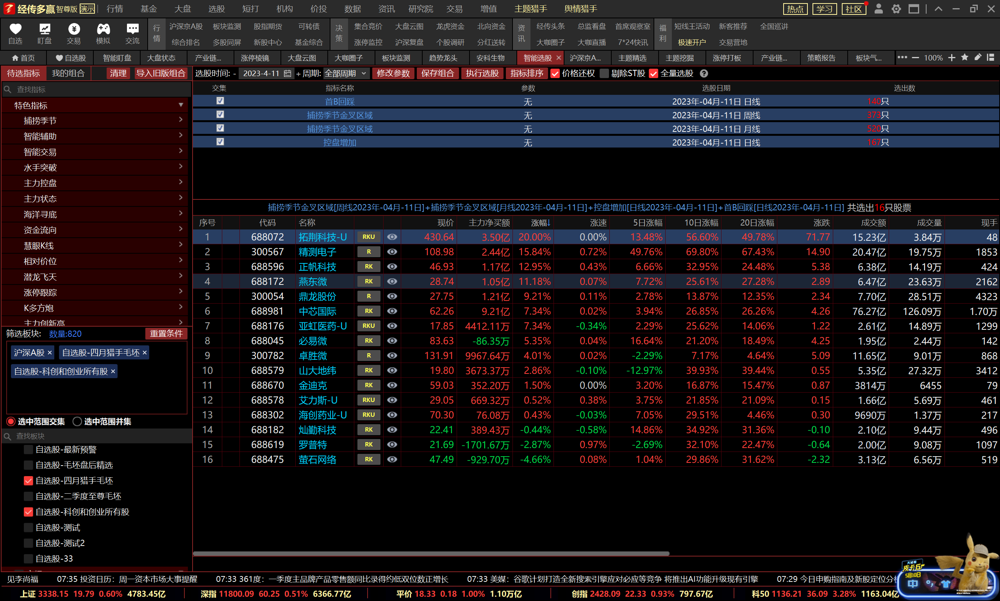 经传多赢 智尊版 演示 行情 基金 大盘 选股 短打 机构 价投 数据 资讯 研究院 交易 增值 主题猎手 舆情猎手 热点 学习 社区
自选 盯盘 交易 模拟 交流
行情 沪深京A股 板块监测 股指期货 可转债 决策 集合竞价 大盘云图 龙虎资金 北向资金 资讯 经传头条 总监看盘 首席观察室 福利 短线王活动 新客推荐 全国巡讲
综合排名 多股同屏 新股中心 基金综合 涨停监控 沪深复盘 个股调研 分红送转 大咖圈子 大咖直播 7*24快讯 极速开户 交易营地
首页 自选股 智能盯盘 大盘状态 产业链... 涨停棱镜 大盘云图 大咖圈子 板块监测 趋势龙头 安科生物 智能选股 沪深京A... 主题精选 主题挖掘 涨停打板 产业链... 策略报告 板块气... ••• 100%
待选指标 我的组合 清理 导入旧版组合 选股时间: - 2023-4-11 + 周期: 全部周期 修改参数 保存组合 执行选股 指标排序 价格还权 剔除ST股 全量选股
查找指标
特色指标
捕捞季节
智能辅助
智能交易
水手突破
主力控盘
主力状态
海洋寻底
资金流向
慧眼K线
相对价位
潜龙飞天
涨停跟踪
K多方炮
主力创新高
筛选板块: 数量:820 重置条件
沪深A股 × 自选股-四月猎手毛坯 ×
自选股-科创和创业所有股 ×
选中范围交集 选中范围并集
查找板块
自选股-最新预警
自选股-毛坯盘后精选
自选股-四月猎手毛坯
自选股-二季度至尊毛坯
自选股-科创和创业所有股
自选股-测试
自选股-测试2
自选股-33
交集 指标名称 参数 选股日期 选出数
首B回踩 无 2023年-04月-11日 日线 140只
捕捞季节金叉区域 无 2023年-04月-11日 周线 373只
捕捞季节金叉区域 无 2023年-04月-11日 月线 520只
控盘增加 无 2023年-04月-11日 日线 167只
捕捞季节金叉区域[周线2023年-04月-11日]+捕捞季节金叉区域[月线2023年-04月-11日]+控盘增加[日线2023年-04月-11日]+首B回踩[日线2023年-04月-11日] 共选出16只股票
序号 代码 名称 现价 主力净买额 涨幅↓ 涨速 5日涨幅 10日涨幅 20日涨幅 涨跌 成交额 成交量 现手
1 688072 拓荆科技-U RKU 430.64 3.50亿 20.00% 0.00% 13.48% 56.60% 49.78% 71.77 15.23亿 3.84万 48
2 300567 精测电子 R 108.98 2.44亿 15.84% 0.72% 49.76% 69.80% 67.43% 14.90 20.47亿 19.75万 1853
3 688596 正帆科技 RK 46.93 1.17亿 12.95% 0.43% 6.66% 32.95% 24.48% 5.38 6.38亿 14.19万 424
4 688172 燕东微 RK 28.74 1.05亿 11.18% 0.07% 7.72% 25.61% 27.28% 2.89 6.47亿 23.63万 2162
5 300054 鼎龙股份 R 27.75 1.21亿 9.21% 0.11% 2.78% 13.87% 12.35% 2.34 7.70亿 28.51万 4323
6 688981 中芯国际 RK 62.26 9.21亿 7.34% 0.02% 3.94% 26.85% 26.26% 4.26 76.27亿 126.09万 1.70万
7 688176 亚虹医药-U RKU 17.85 4412.11万 7.34% -0.34% 2.29% 25.62% 14.06% 1.22 2.61亿 14.89万 1299
8 688045 必易微 RK 83.63 -86.35万 5.35% 0.04% 16.64% 21.20% 18.49% 4.25 1.95亿 2.44万 142
9 300782 卓胜微 R 131.91 9967.64万 4.01% 0.02% -2.29% 7.17% 4.64% 5.09 11.65亿 9.01万 868
10 688579 山大地纬 RK 19.80 3673.37万 2.86% -0.10% -12.97% 39.93% 39.44% 0.55 5.35亿 27.32万 3412
11 688670 金迪克 RK 59.03 352.20万 1.50% 0.00% 3.20% 16.87% 15.47% 0.87 3814万 6455 79
12 688578 艾力斯-U RKU 29.05 669.32万 0.52% 0.38% 3.75% 21.85% 21.09% 0.15 1.66亿 5.69万 461
13 688302 海创药业-U RKU 70.30 76.08万 0.43% -0.03% 7.05% 29.51% 4.46% 0.30 9690万 1.37万 217
14 688182 灿勤科技 RK 22.41 389.43万 -0.44% -0.58% 14.86% 34.92% 31.36% -0.10 2.10亿 9.44万 496
15 688619 罗普特 RK 21.69 -1701.67万 -2.87% 0.97% -2.69% 32.10% 22.47% -0.64 2.00亿 9.08万 1097
16 688475 萤石网络 RK 47.49 -929.70万 -4.66% 0.08% 1.04% 29.86% 31.62% -2.32 3.13亿 6.56万 519
见李尚福 07:35 投资日历：周一资本市场大事提醒 07:33 361度：一季度主品牌产品零售额同比录得约低双位数正增长 07:33 美媒：谷歌计划打造全新搜索引擎应对必应等竞争 将推出AI功能升级现有引擎 07:29 今日申购指南及新股定位分
5月10日
中
上证 3338.15 19.79 0.60% 4783.45亿 深指 11800.09 60.25 0.51% 6366.77亿 平价 18.33 0.18 1.00% 1.10万亿 创指 2428.09 22.33 0.93% 797.67亿 科50 1136.21 36.09 3.28% 1163.04亿